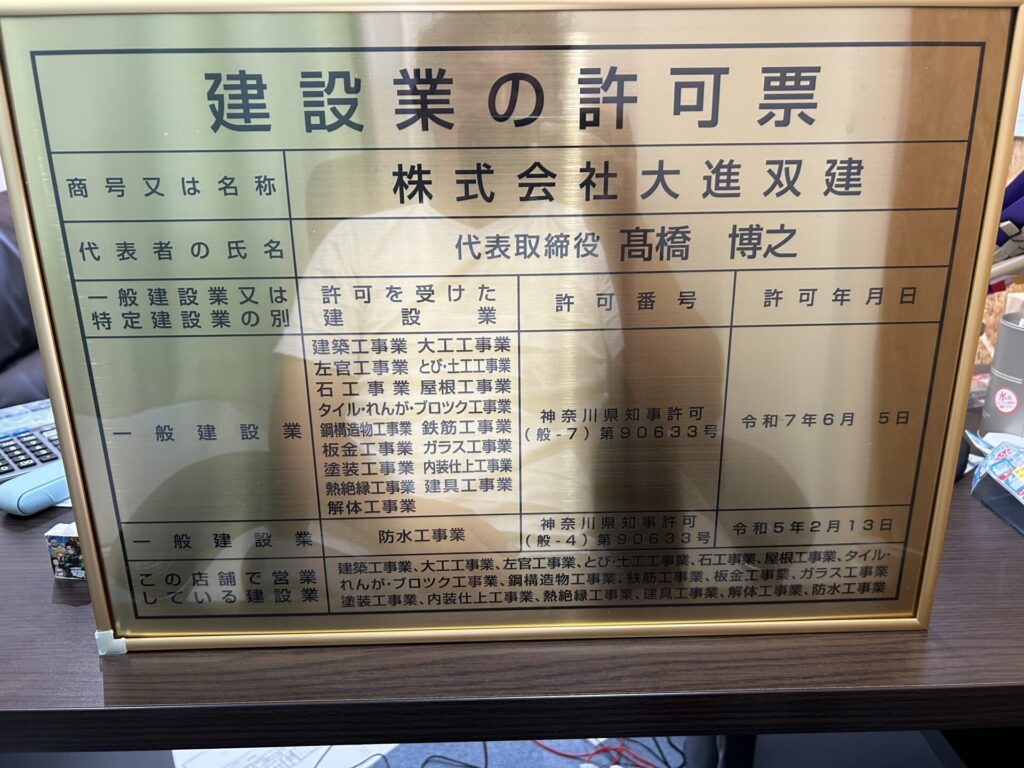 建設業の許可票
商号又は名称
株式会社大進双建
代表者の氏名
代表取締役 髙橋 博之
一般建設業又は
特定建設業の別
許可を受けた
建設業
許可番号
許可年月日
一般建設業
建築工事業 大工工事業
左官工事業 とび・土工工事業
石工事業 屋根工事業
タイル・れんが・ブロツク工事業
鋼構造物工事業 鉄筋工事業
板金工事業 ガラス工事業
塗装工事業 内装仕上工事業
熱絶縁工事業 建具工事業
解体工事業
神奈川県知事許可
(般-7)第90633号
令和7年6月 5日
一般建設業
防水工事業
神奈川県知事許可
(般-4)第90633号
令和5年2月13日
この店舗で営業
している建設業
建築工事業、大工工事業、左官工事業、とび・土工工事業、石工事業、屋根工事業、タイル・
れんが・ブロツク工事業、鋼構造物工事業、鉄筋工事業、板金工事業、ガラス工事業
塗装工事業、内装仕上工事業、熱絶縁工事業、建具工事業、解体工事業、防水工事業